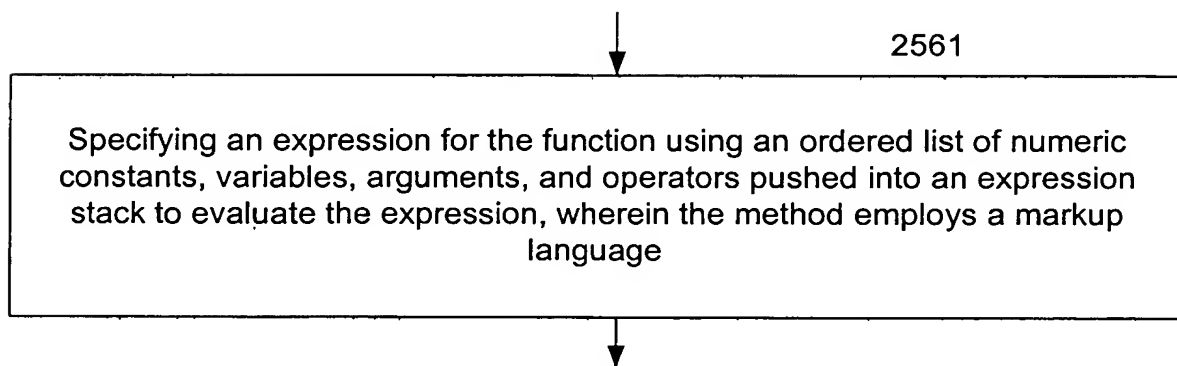 2561
Specifying an expression for the function using an ordered list of numeric
constants, variables, arguments, and operators pushed into an expression
stack to evaluate the expression, wherein the method employs a markup
language